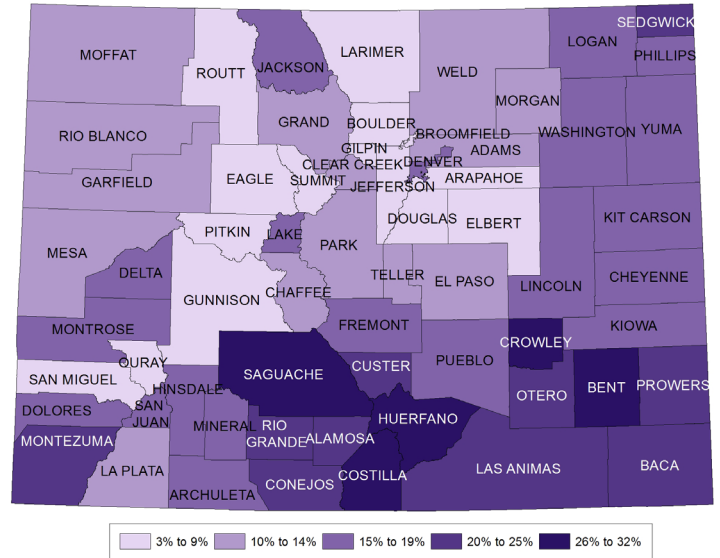 SEDGWICK
LOGAN
PHILLIPS
MOFFAT
JACKSON
LARIMER
ROUTT
WELD
MORGAN
GRAND
BOULDER
RIO BLANCO
BROOMFIELD
WASHINGTON
YUMA
GILPIN
ADAMS
CLEAR CREEK
DENVER
GARFIELD
EAGLE
SUMMIT
JEFFERSON
ARAPAHOE
DOUGLAS
ELBERT
KIT CARSON
PITKIN
LAKE
PARK
MESA
DELTA
TELLER
EL PASO
CHEYENNE
LINCOLN
GUNNISON
CHAFFEE
MONTROSE
FREMONT
KIOWA
CROWLEY
OURAY
PUEBLO
CUSTER
SAGUACHE
SAN MIGUEL
HINSDALE
BENT
PROWERS
OTERO
DOLORES
SAN
JUAN
HUERFANO
MINERAL
RIO
GRANDE
ALAMOSA
MONTEZUMA
LA PLATA
COSTILLA
LAS ANIMAS
BACA
CONEJOS
ARCHULETA
3% to 9%
10% to 14%
15% to 19%
20% to 25%
26% to 32%